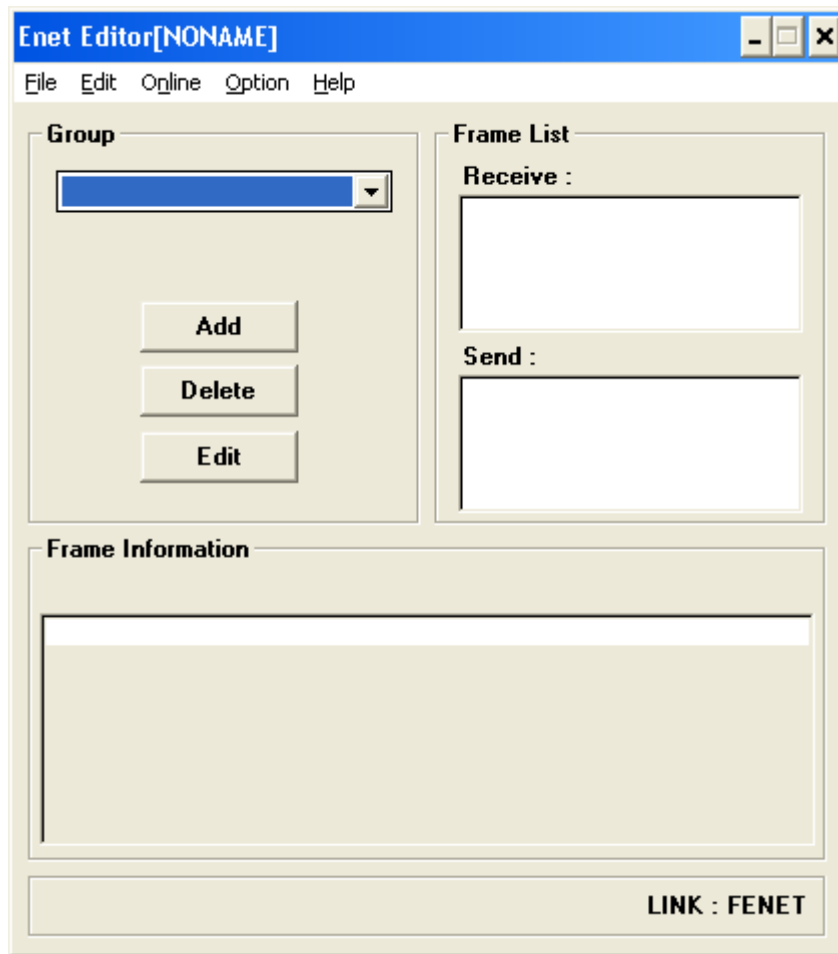 Enet Editor[NONAME]
File Edit Online Option Help
Group
Add
Delete
Edit
Frame List
Receive :
Send :
Frame Information
LINK : FENET